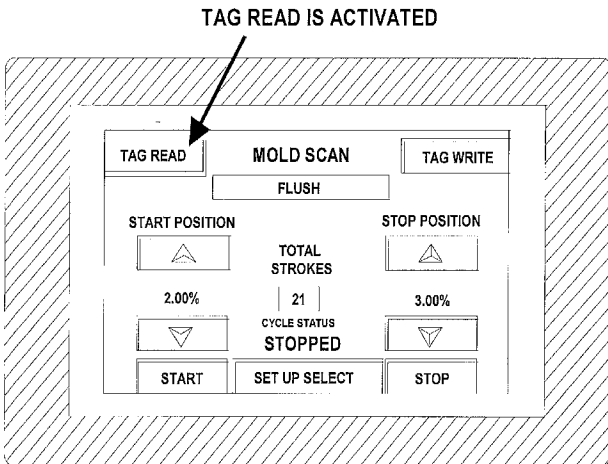 TAG READ IS ACTIVATED
TAG READ
MOLD SCAN
TAG WRITE
FLUSH
START POSITION
STOP POSITION
TOTAL
STROKES
2.00%
21
3.00%
CYCLE STATUS
STOPPED
START
SET UP SELECT
STOP